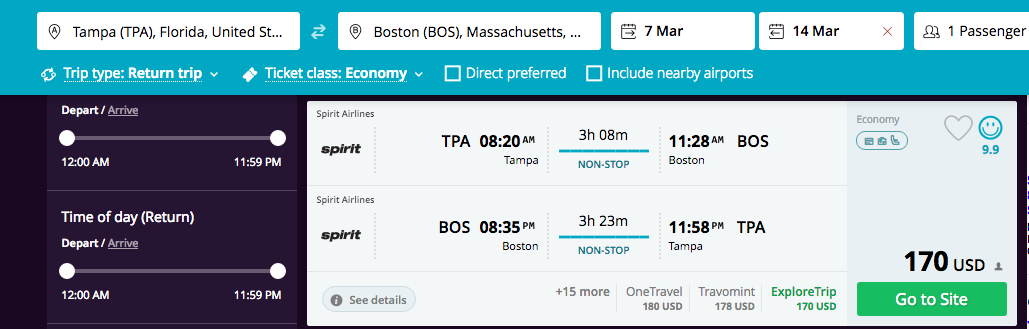 Tampa (TPA), Florida, United St...
Boston (BOS), Massachusetts, ...
7 Mar
14 Mar
1 Passenger
Trip type: Return trip
Ticket class: Economy
Direct preferred
Include nearby airports
Depart / Arrive
12:00 AM 11:59 PM
Time of day (Return)
Depart / Arrive
12:00 AM 11:59 PM
Spirit Airlines
spirit
TPA 08:20 AM
Tampa
3h 08m
NON-STOP
11:28 AM BOS
Boston
Spirit Airlines
spirit
BOS 08:35 PM
Boston
3h 23m
NON-STOP
11:58 PM TPA
Tampa
See details
+15 more
OneTravel
180 USD
Travomint
178 USD
ExploreTrip
170 USD
Economy
9.9
170 USD
Go to Site